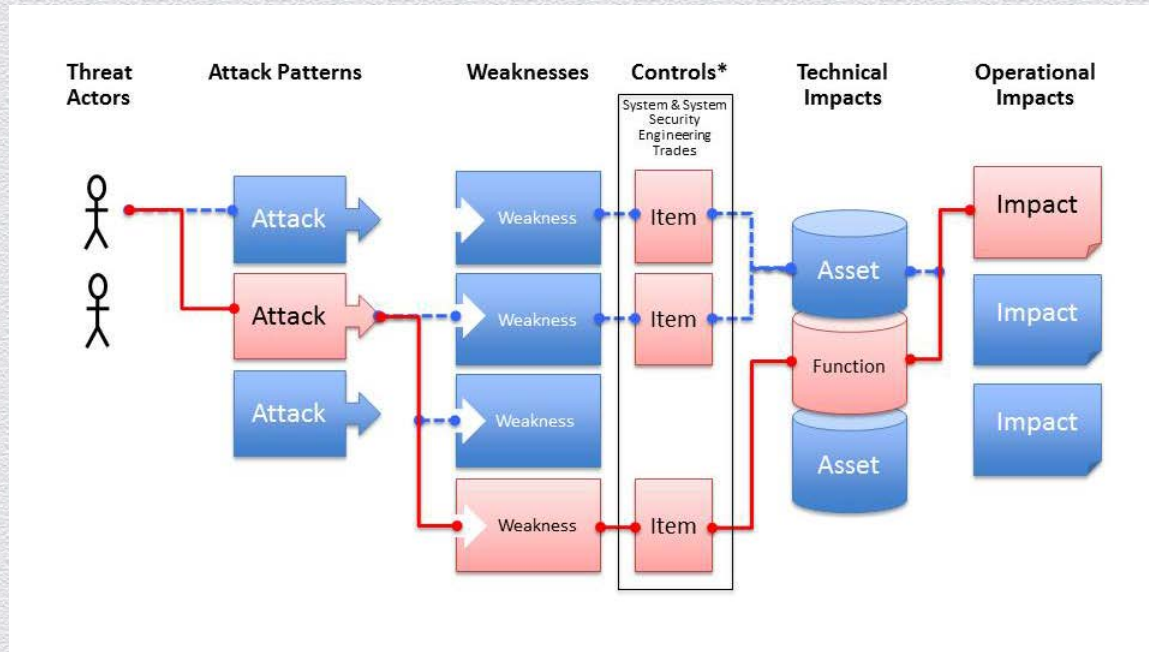 Threat
Actors
Attack Patterns
Weaknesses
Controls*
Technical
Impacts
Operational
Impacts
System & System
Security
Engineering
Trades
Attack
Weakness
Item
Impact
Asset
Attack
Weakness
Item
Impact
Function
Attack
Weakness
Impact
Asset
Weakness
Item